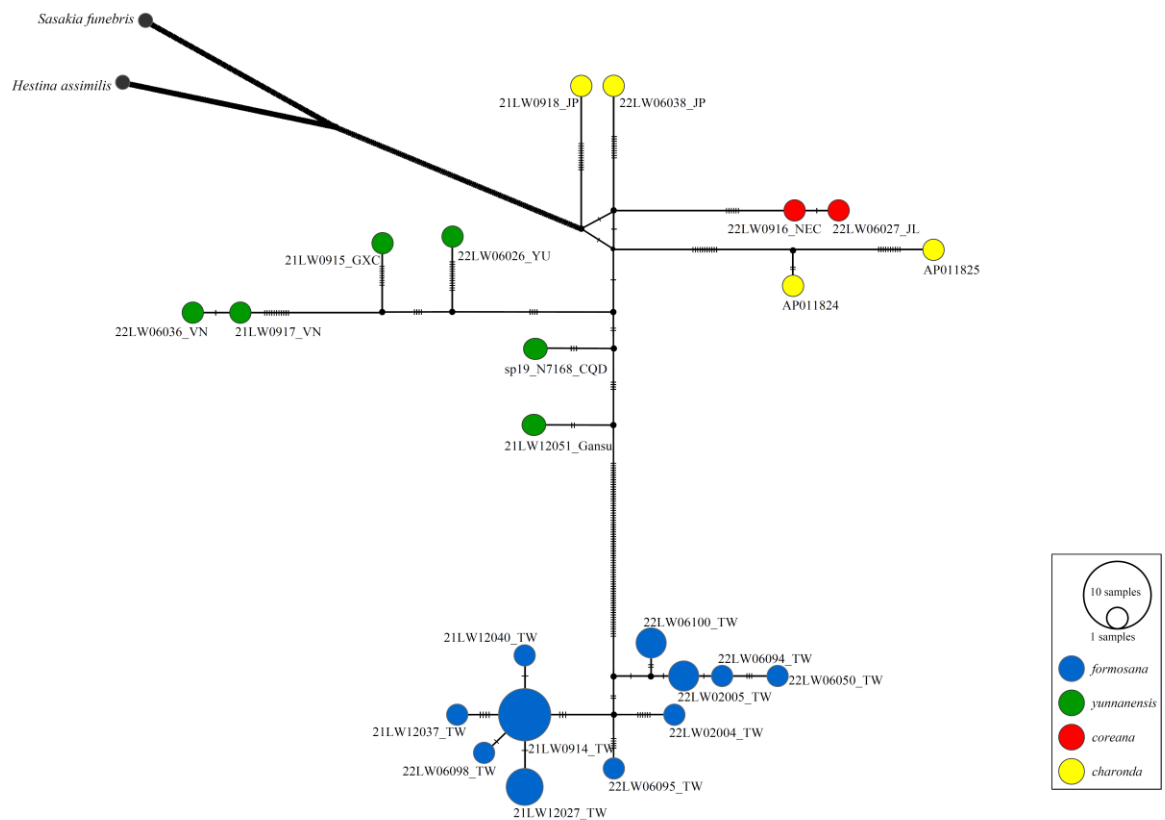 Sasakia funebris
Hestina assimilis
21LW0918_JP
22LW06038_JP
22LW0916_NEC
22LW06027_JL
21LW0915_GXC
22LW06026_YU
AP011825
AP011824
22LW06036_VN
21LW0917_VN
sp19_N7168_CQD
21LW12051_Gansu
10 samples
1 samples
22LW06100_TW
21LW12040_TW
22LW06094_TW
22LW06050_TW
22LW02005_TW
formosana
yunnanensis
coreana
charonda
21LW12037_TW
22LW02004_TW
21LW0914_TW
22LW06098_TW
22LW06095_TW
21LW12027_TW